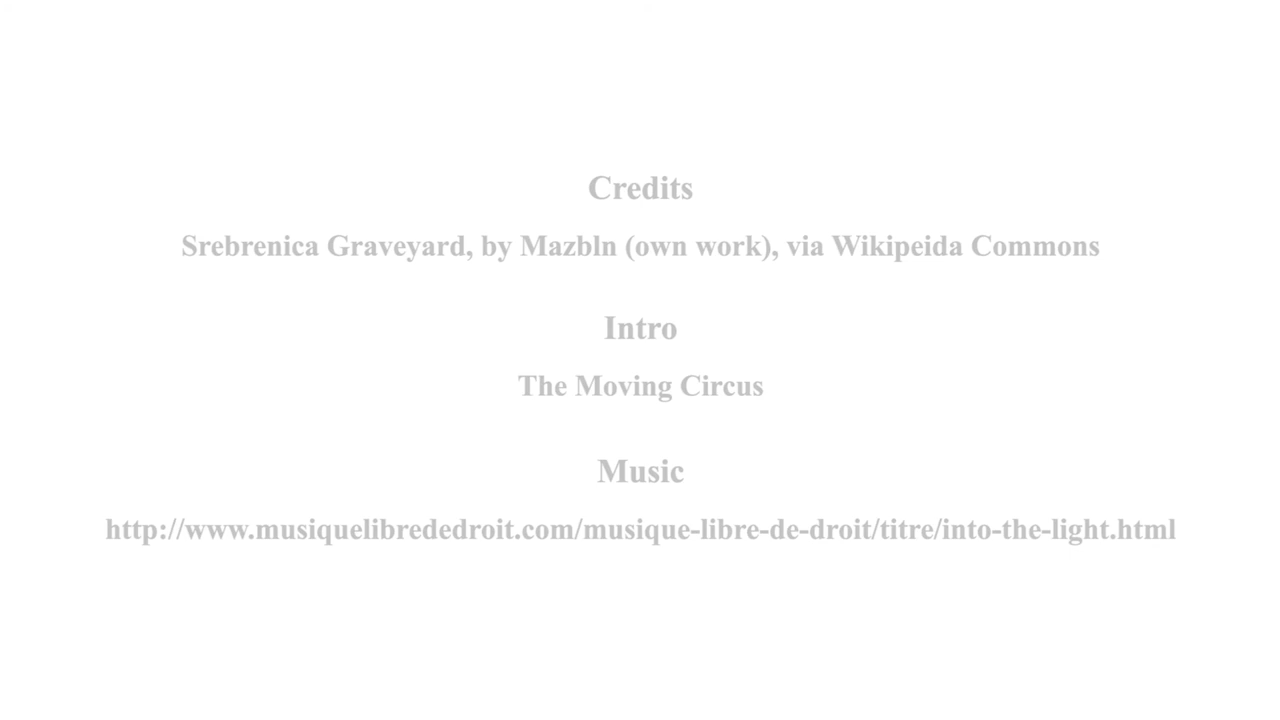 Credits
Srebrenica Graveyard, by Mazbln (own work), via Wikipeida Commons
Intro
The Moving Circus
Music
http://www.musiquelibrededroit.com/musique-libre-de-droit/titre/into-the-light.html